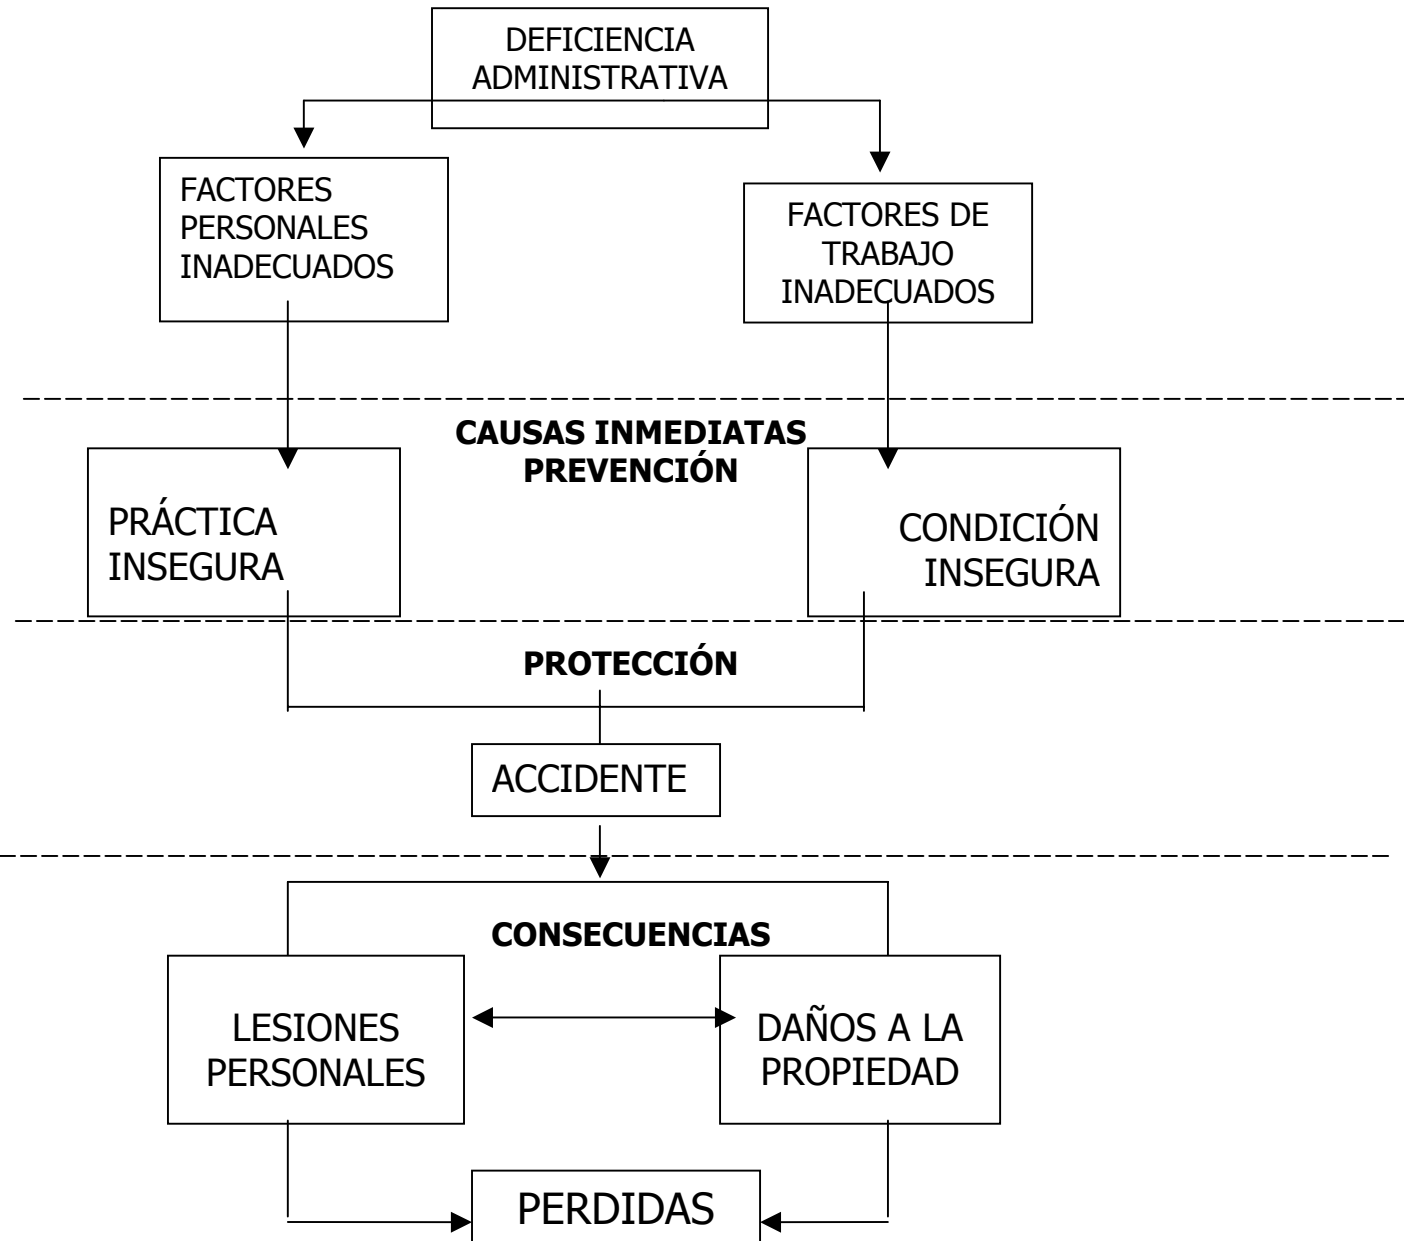 DEFICIENCIA
ADMINISTRATIVA
FACTORES
PERSONALES
INADECUADOS
FACTORES DE
TRABAJO
INADECUADOS
CAUSAS INMEDIATAS
PREVENCIÓN
PRÁCTICA
INSEGURA
CONDICIÓN
INSEGURA
PROTECCIÓN
ACCIDENTE
CONSECUENCIAS
LESIONES
PERSONALES
DAÑOS A LA
PROPIEDAD
PERDIDAS